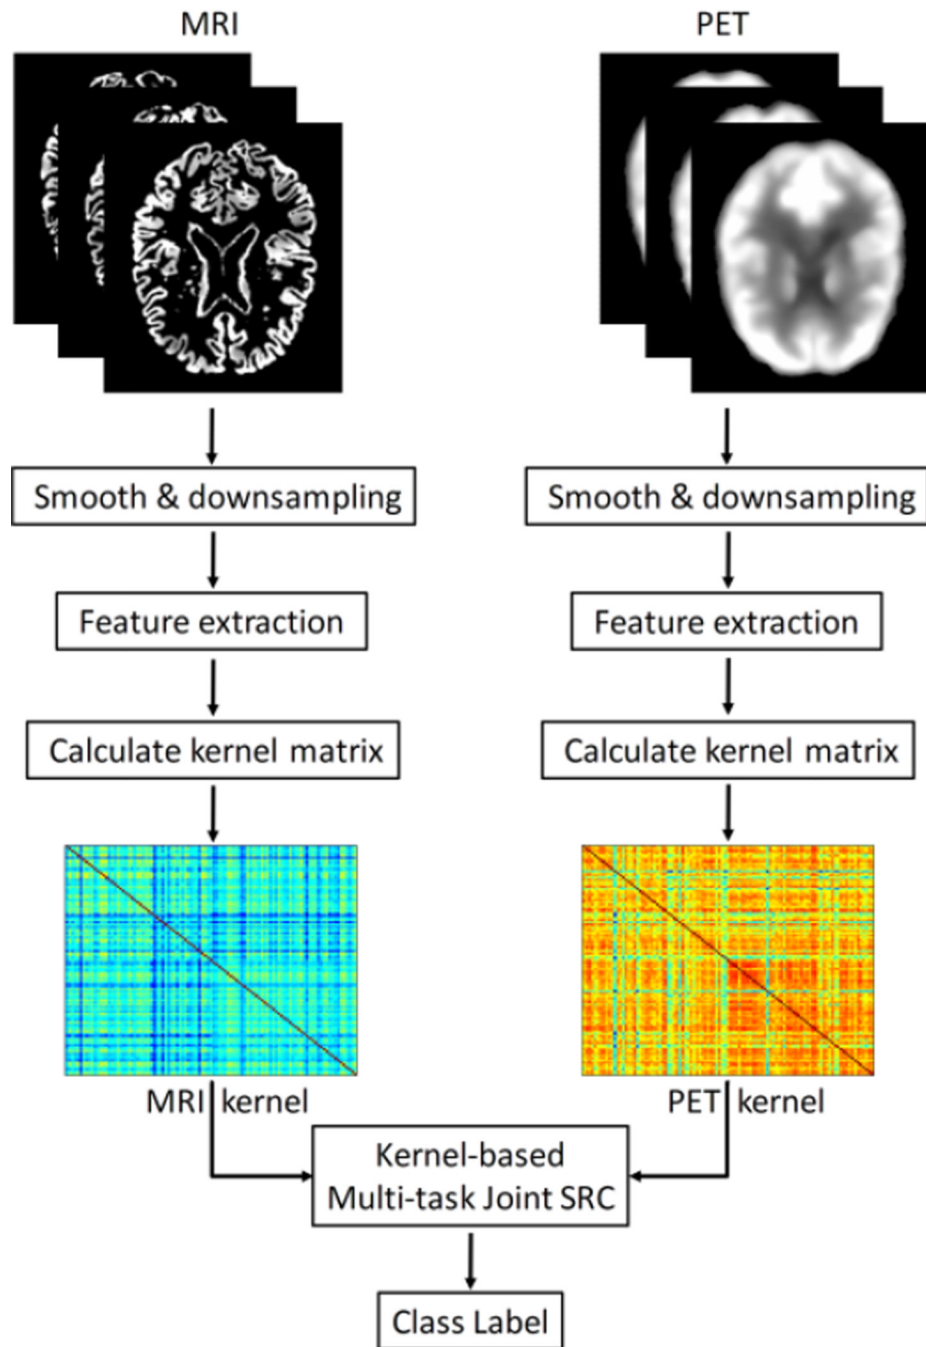 MRI
PET
Smooth & downsampling
Smooth & downsampling
Feature extraction
Feature extraction
Calculate kernel matrix
Calculate kernel matrix
MRI kernel
PET kernel
Kernel-based
Multi-task Joint SRC
Class Label